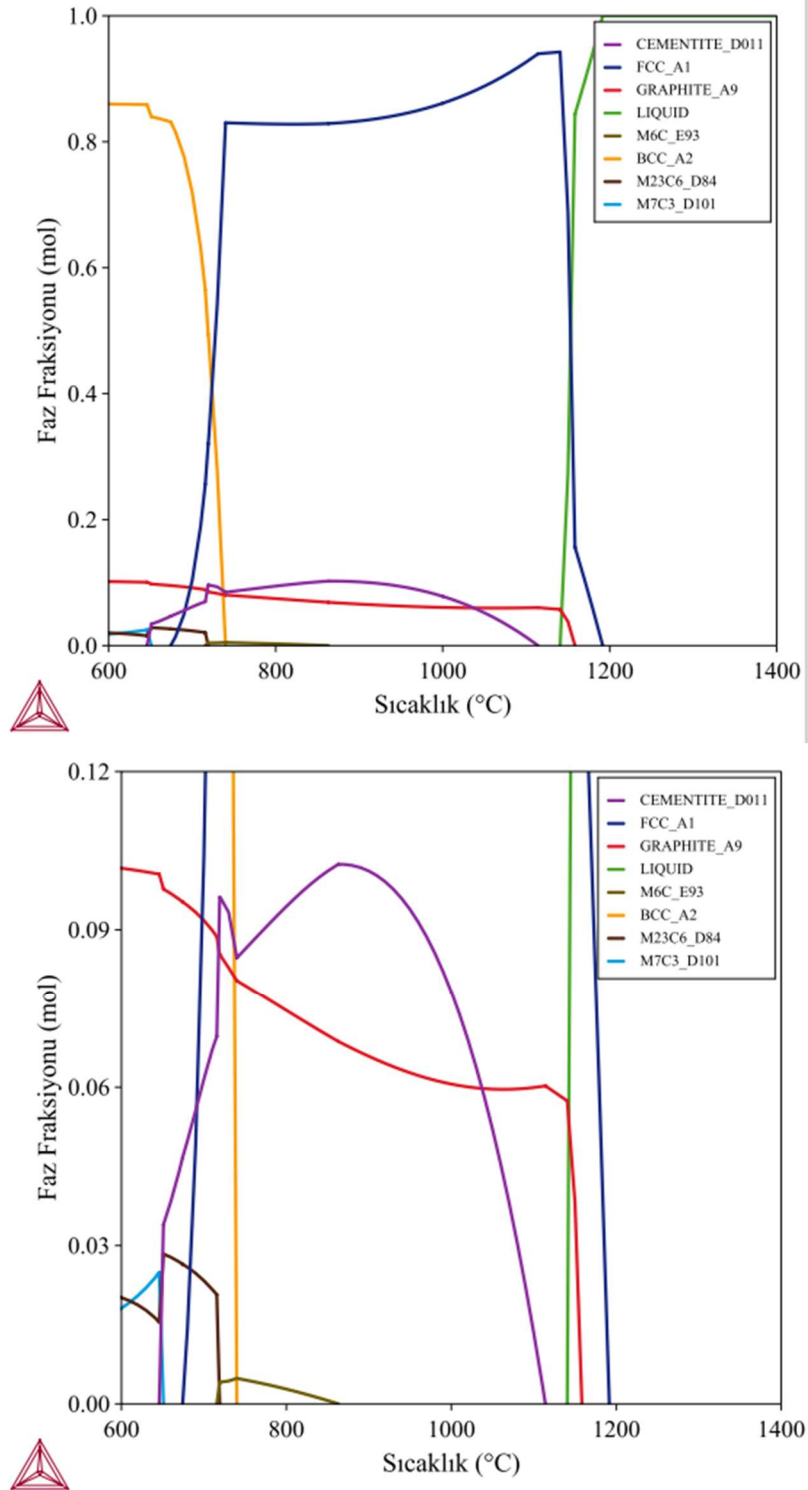 1.0
0.8
0.6
0.4
0.2
0.0
Faz Fraksiyonu (mol)
CEMENTITE_D011
FCC_A1
GRAPHITE_A9
LIQUID
M6C_E93
BCC_A2
M23C6_D84
M7C3_D101
600 800 1000 1200 1400
Sıcaklık (°C)
0.12
0.09
0.06
0.03
0.00
Faz Fraksiyonu (mol)
CEMENTITE_D011
FCC_A1
GRAPHITE_A9
LIQUID
M6C_E93
BCC_A2
M23C6_D84
M7C3_D101
600 800 1000 1200 1400
Sıcaklık (°C)